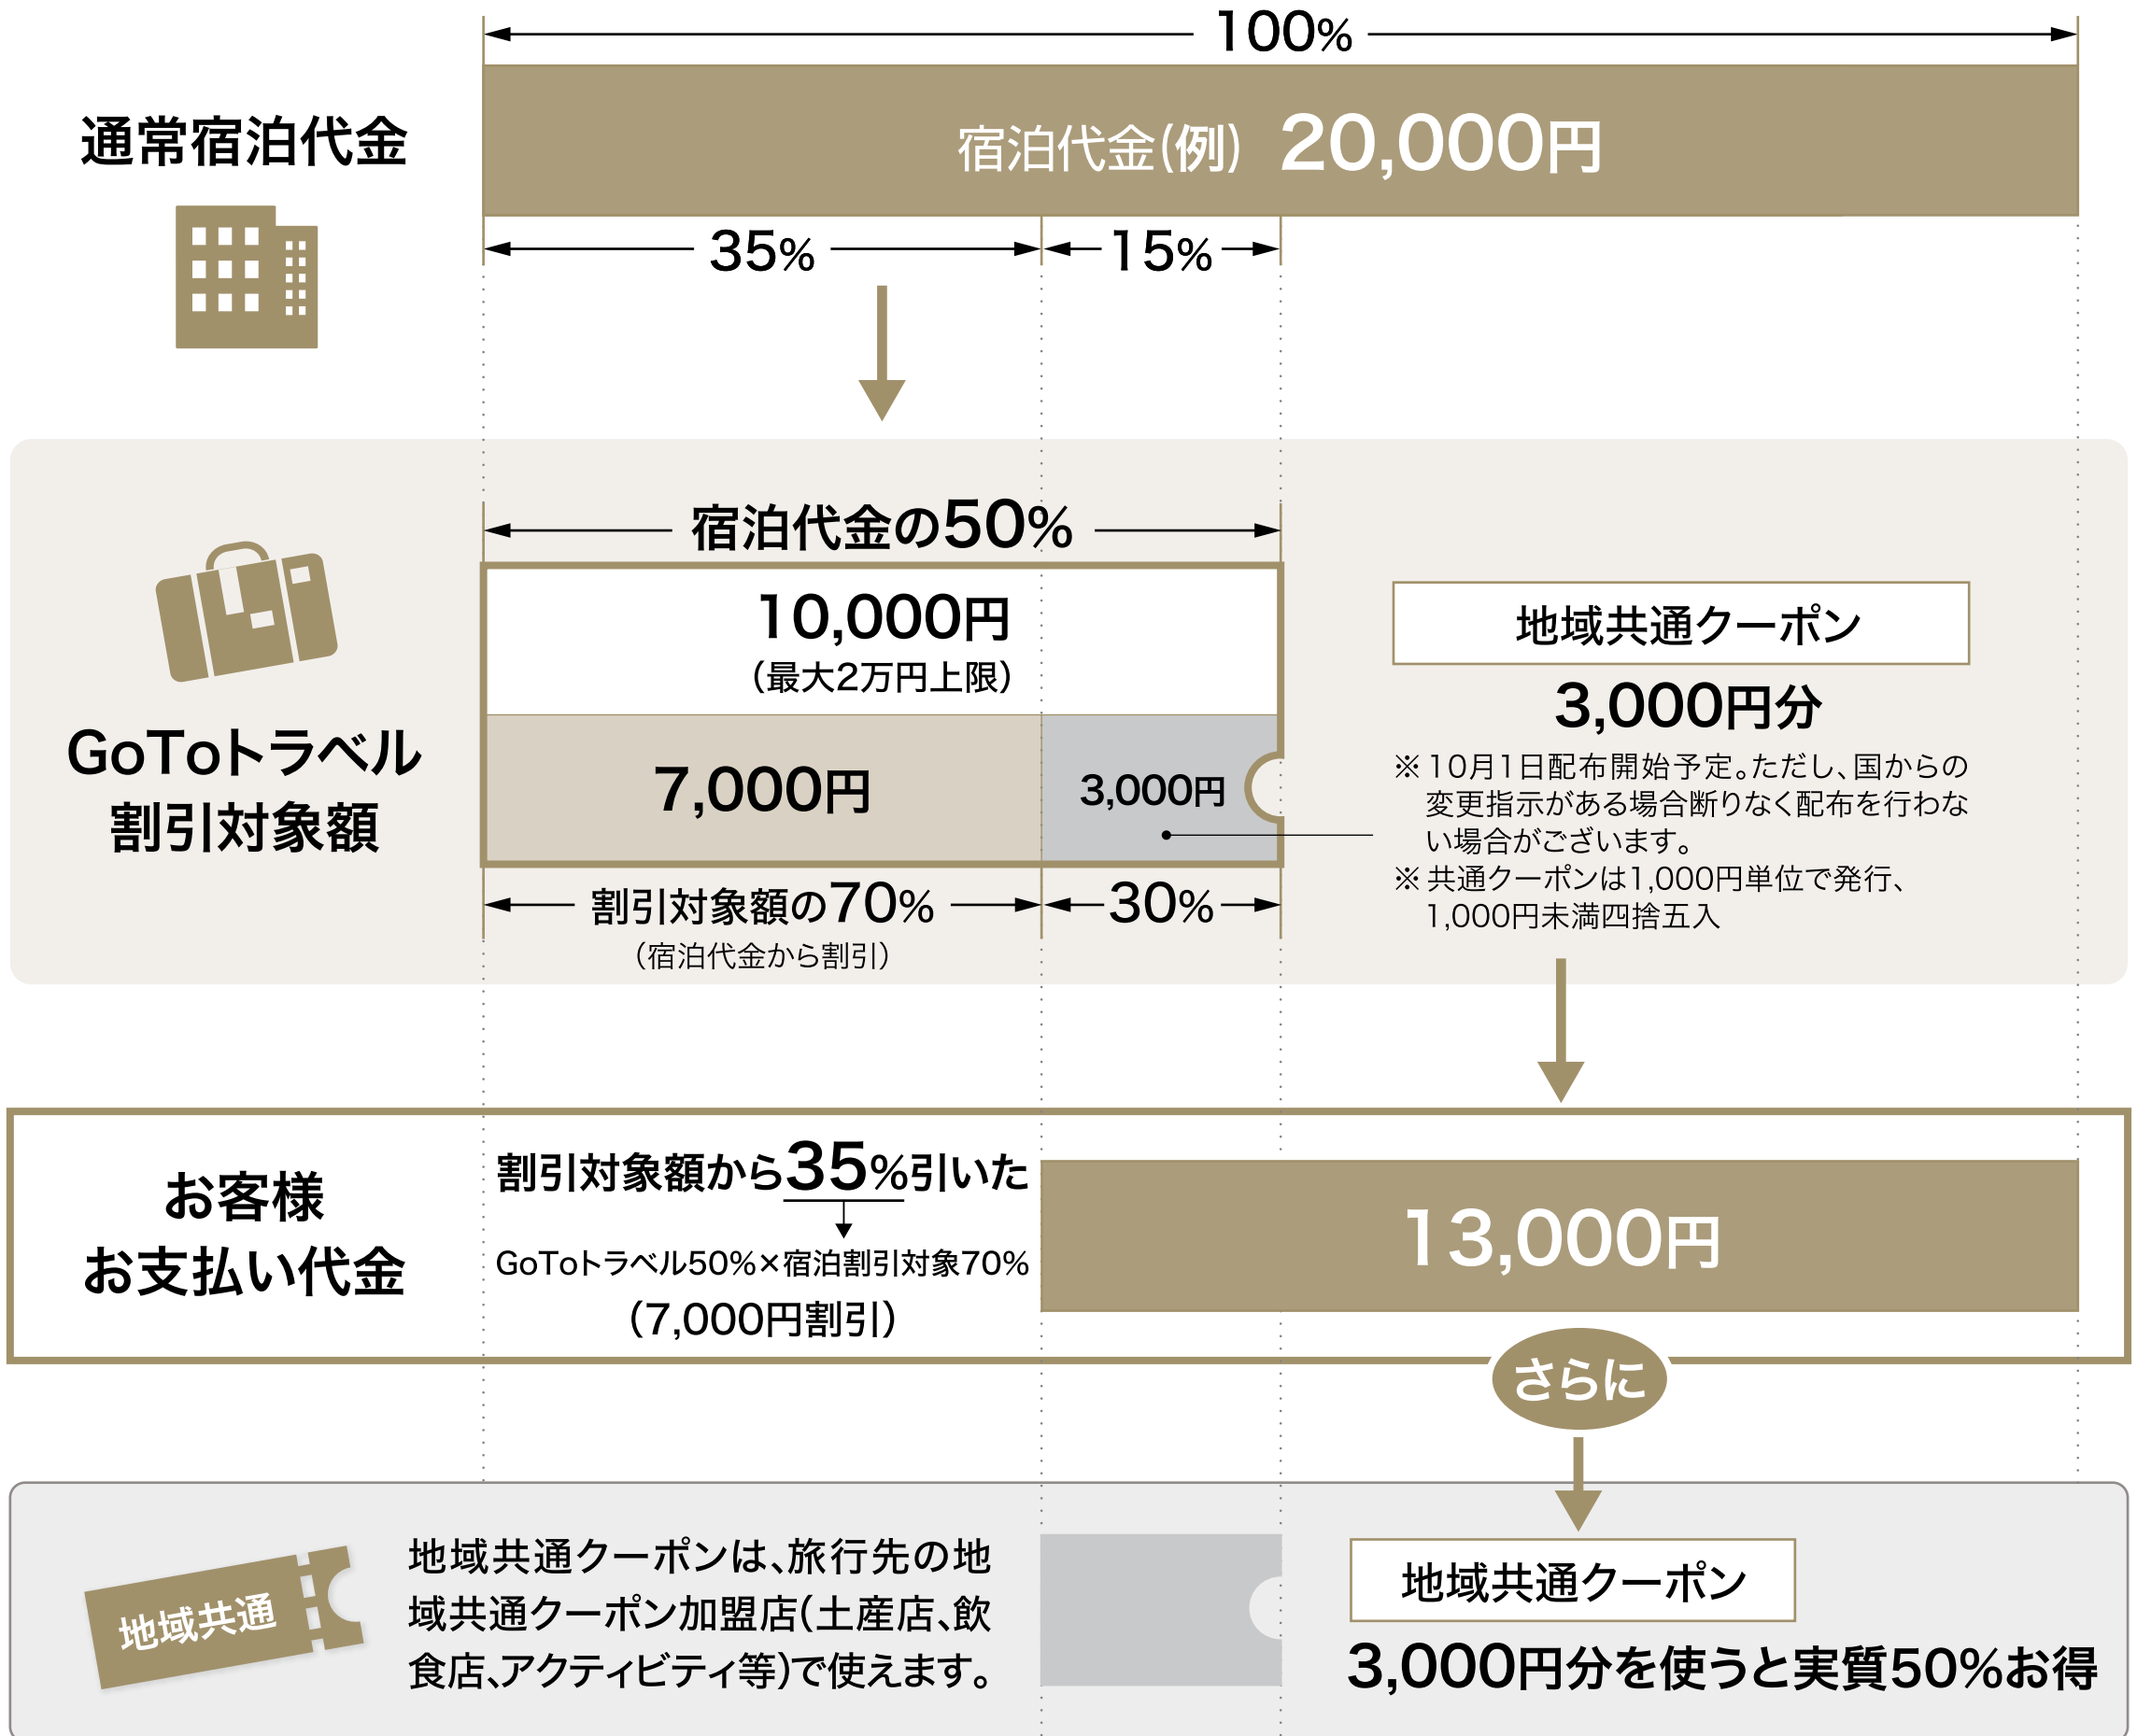 100%
通常宿泊代金
宿泊代金(例) 20,000円
35%
15%
宿泊代金の50%
10,000円
(最大2万円上限)
GoToトラベル
割引対象額
7,000円
3,000円
割引対象額の70%
30%
(宿泊代金から割引)
地域共通クーポン
3,000円分
※10月1日配布開始予定。ただし、国からの
変更指示がある場合断りなく配布を行わな
い場合がございます。
※共通クーポンは1,000円単位で発行、
1,000円未満四捨五入
お客様
お支払い代金
割引対象額から35%引いた
GoToトラベル50%×宿泊割引対象70%
(7,000円割引)
13,000円
さらに
地域共通
地域共通クーポンは、旅行先の地
域共通クーポン加盟店(土産店、飲
食店、アクティビティ等)で使えます。
地域共通クーポン
3,000円分を使うと実質50%お得